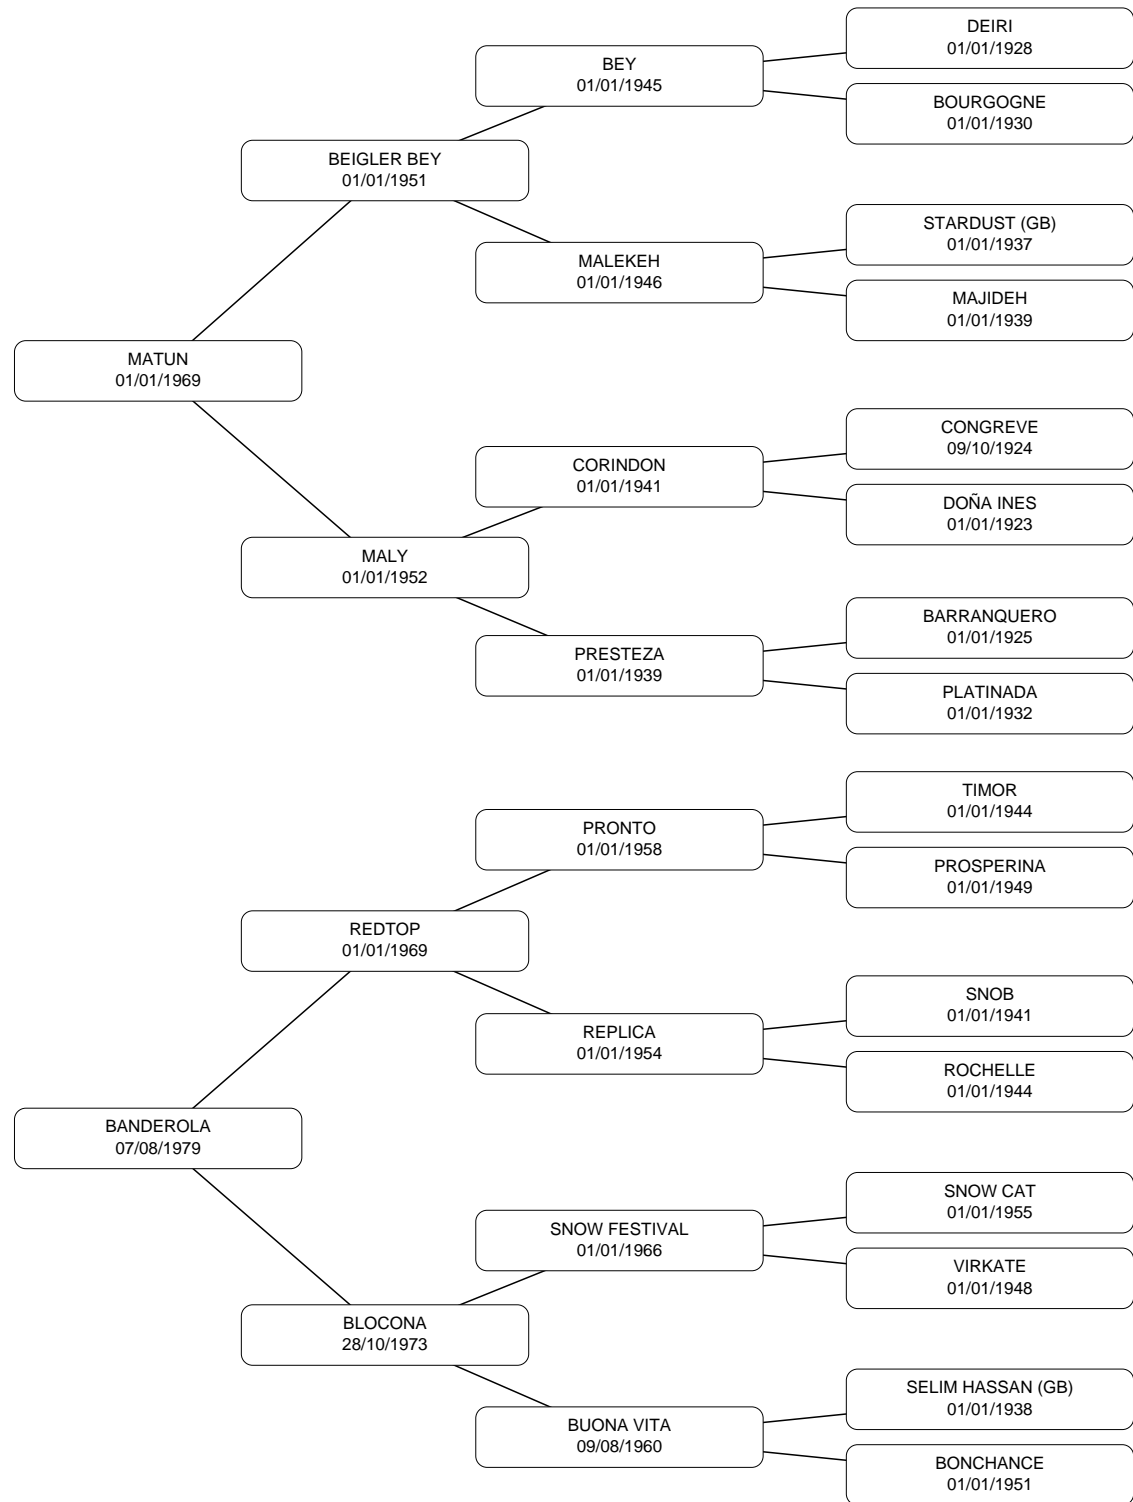 DEIRI
01/01/1928
BEY
01/01/1945
BOURGOGNE
01/01/1930
BEIGLER BEY
01/01/1951
STARDUST (GB)
01/01/1937
MALEKEH
01/01/1946
MAJIDEH
01/01/1939
MATUN
01/01/1969
CONGREVE
09/10/1924
CORINDON
01/01/1941
DOÑA INES
01/01/1923
MALY
01/01/1952
BARRANQUERO
01/01/1925
PRESTEZA
01/01/1939
PLATINADA
01/01/1932
TIMOR
01/01/1944
PRONTO
01/01/1958
PROSPERINA
01/01/1949
REDTOP
01/01/1969
SNOB
01/01/1941
REPLICA
01/01/1954
ROCHELLE
01/01/1944
BANDEROLA
07/08/1979
SNOW CAT
01/01/1955
SNOW FESTIVAL
01/01/1966
VIRKATE
01/01/1948
BLOCONA
28/10/1973
SELIM HASSAN (GB)
01/01/1938
BUONA VITA
09/08/1960
BONCHANCE
01/01/1951